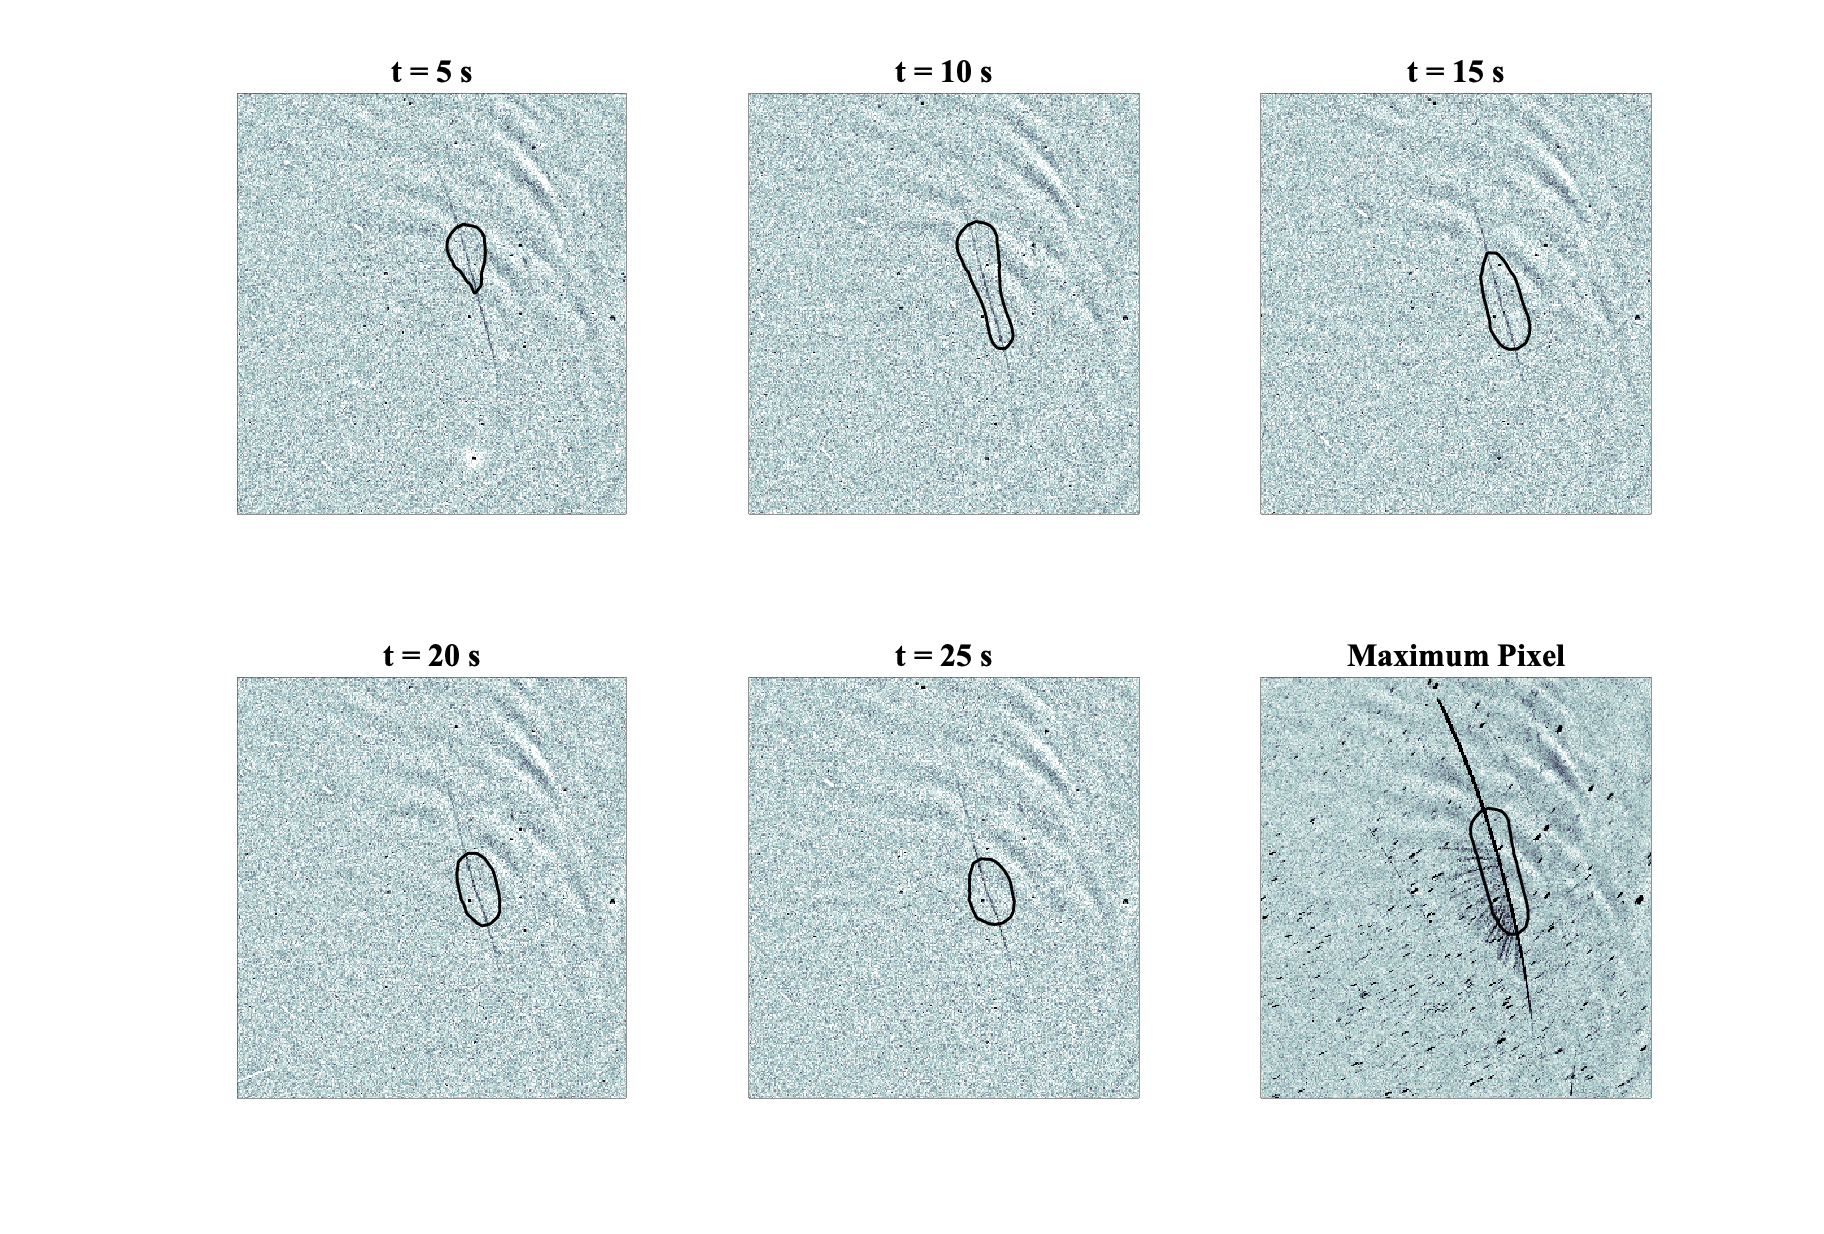 t = 5 s
t = 10 s
t = 15 s
t = 20 s
t = 25 s
Maximum Pixel